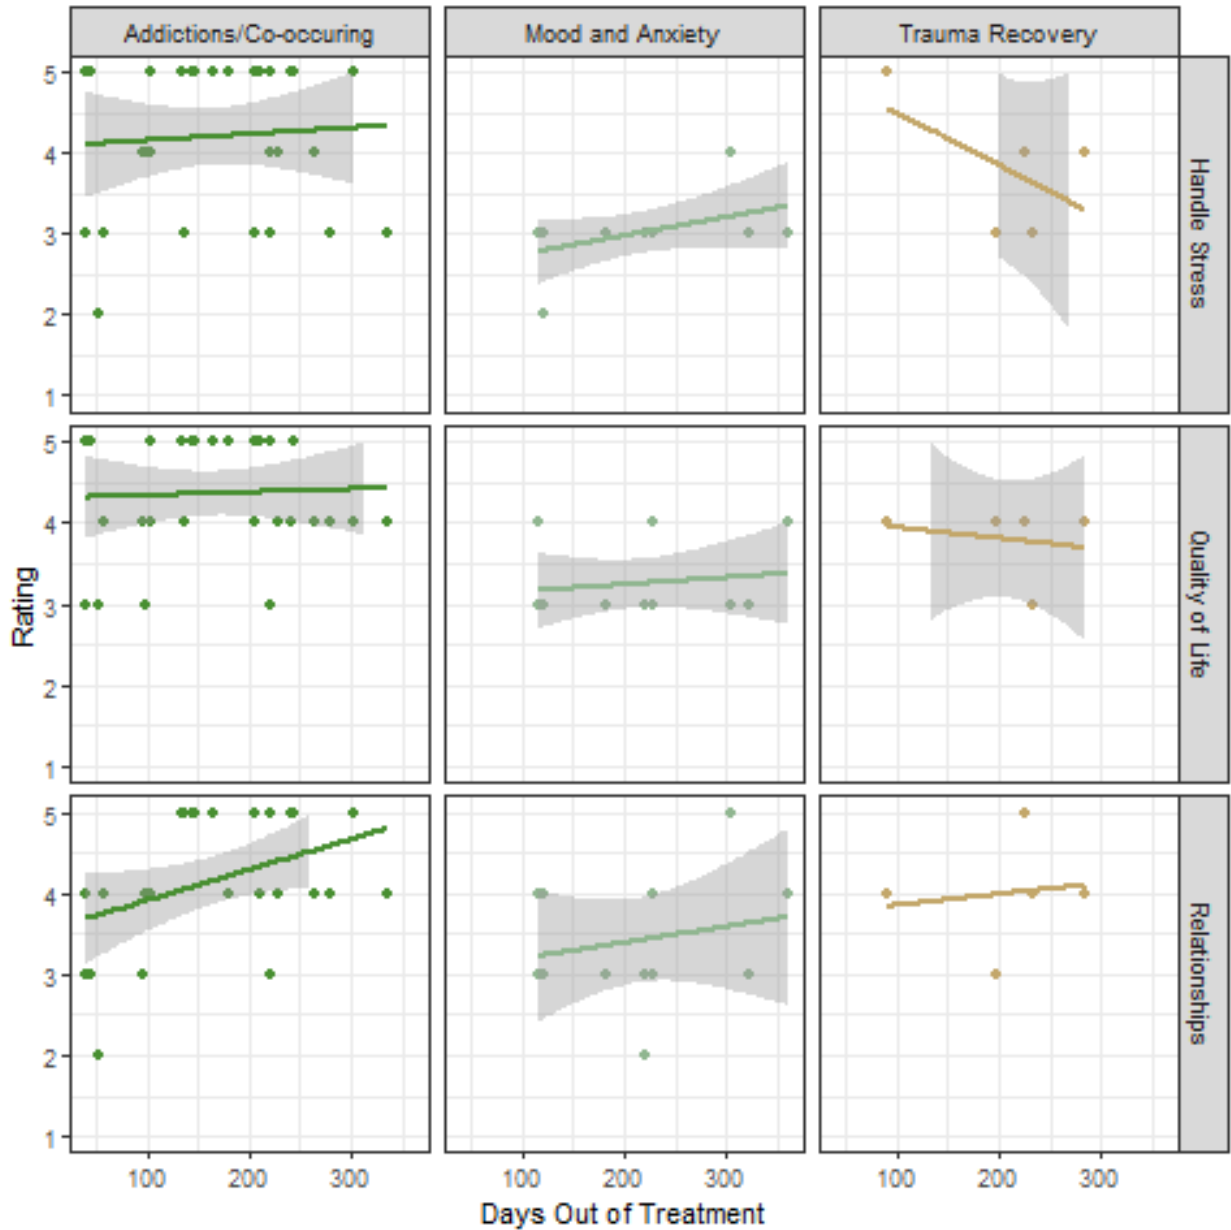 Addictions/Co-occuring
Mood and Anxiety
Trauma Recovery
5
4
3
2
1
Handle Stress
5
4
3
2
1
Quality of Life
Rating
5
4
3
2
1
Relationships
100 200 300
100 200 300
100 200 300
Days Out of Treatment